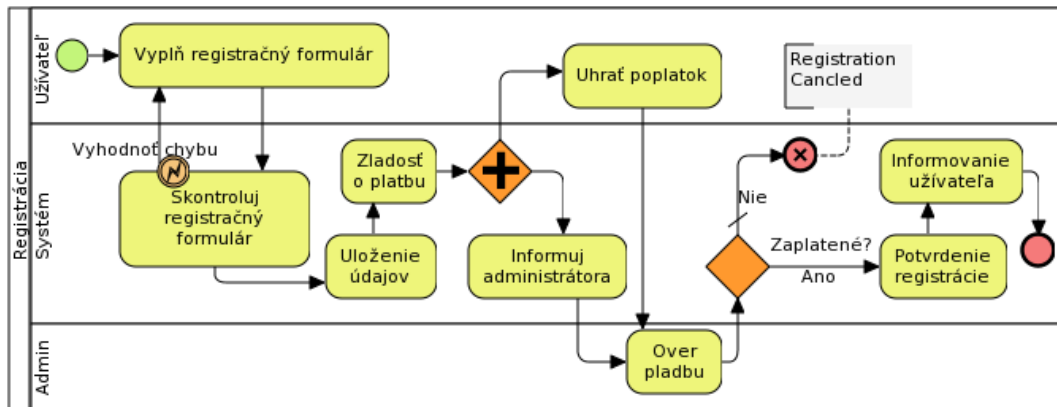 Registrácia
Užívateľ
Vyplň registračný formulár
Uhrať poplatok
Registration
Cancled
Systém
Vyhodnoť chybu
Skontroluj
registračný
formulár
Zladosť
o platbu
Uloženie
údajov
Informuj
administrátora
Nie
Zaplatené?
Ano
Informovanie
užívateľa
Potvrdenie
registrácie
Admin
Over
pladbu